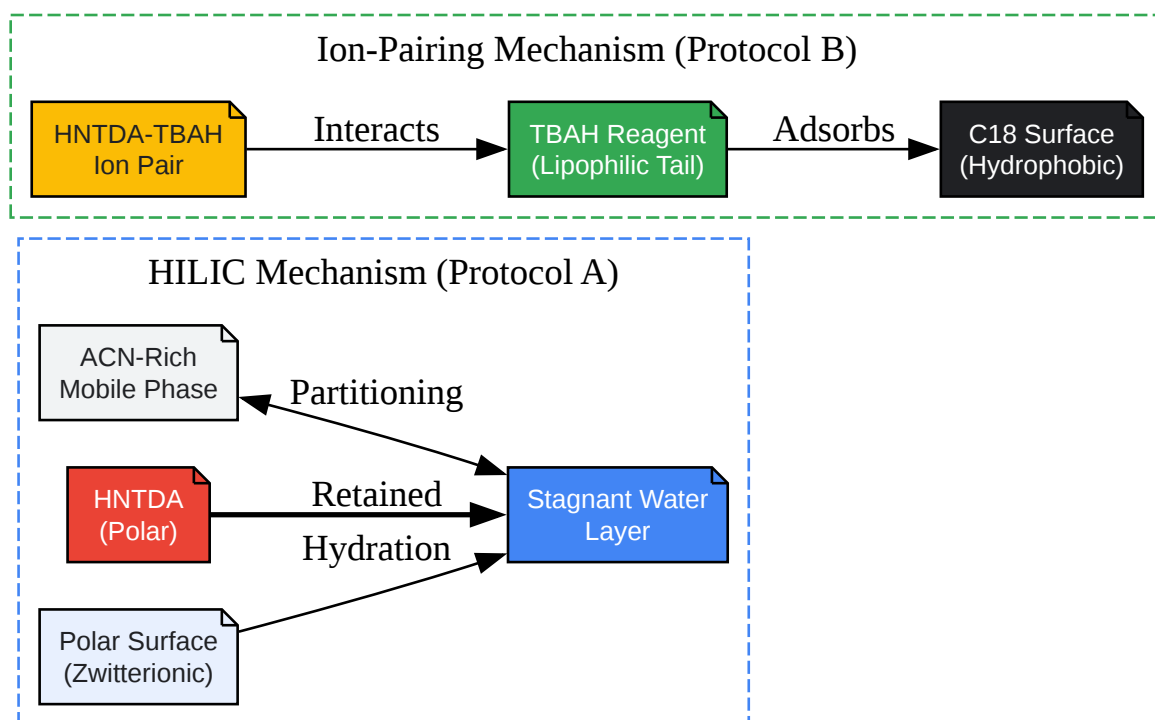 Ion-Pairing Mechanism (Protocol B)
HNTDA-TBAH
Ion Pair
Interacts
TBAH Reagent
(Lipophilic Tail)
Adsorbs
C18 Surface
(Hydrophobic)
HILIC Mechanism (Protocol A)
ACN-Rich
Mobile Phase
Partitioning
HNTDA
(Polar)
Retained
Stagnant Water
Layer
Hydration
Polar Surface
(Zwitterionic)